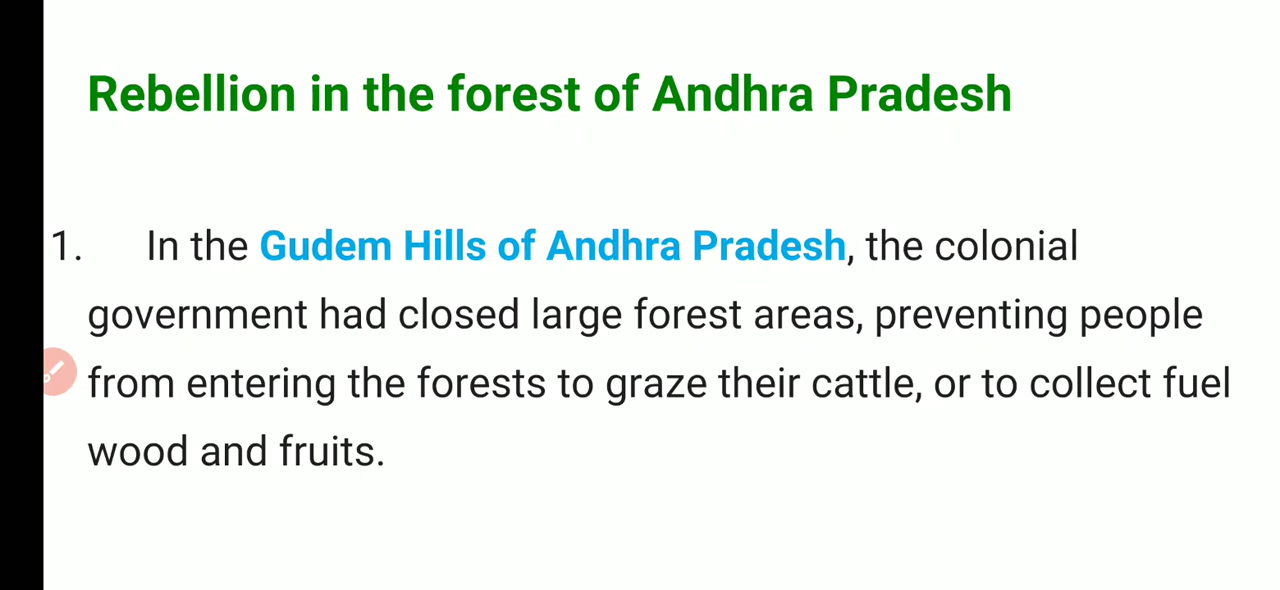 Rebellion in the forest of Andhra Pradesh
1. In the Gudem Hills of Andhra Pradesh, the colonial
government had closed large forest areas, preventing people
from entering the forests to graze their cattle, or to collect fuel
wood and fruits.